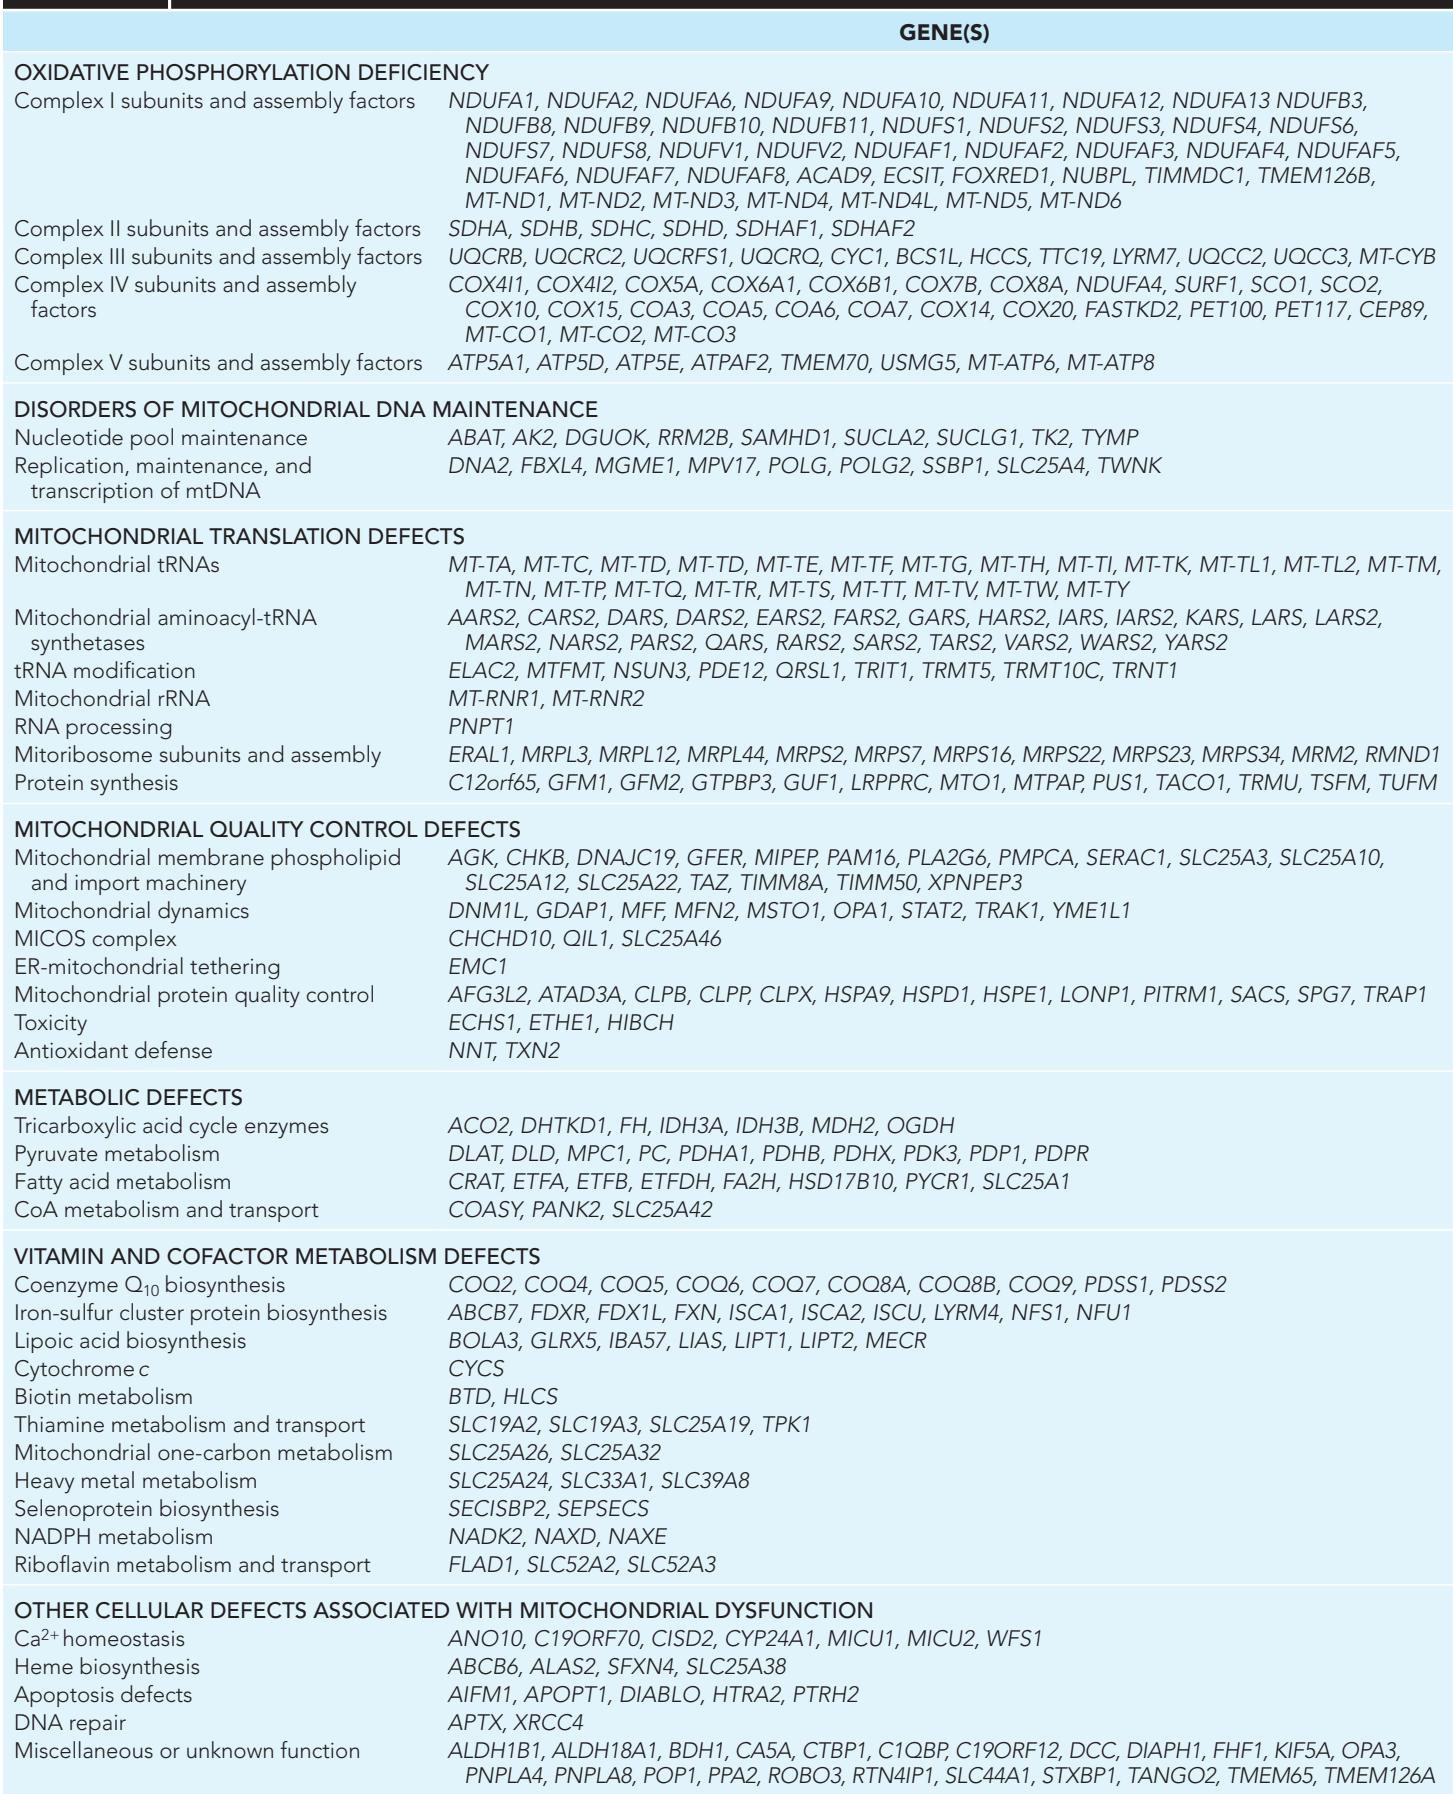 GENE(S)
OXIDATIVE PHOSPHORYLATION DEFICIENCY
Complex I subunits and assembly factors NDUFA1, NDUFA2, NDUFA6, NDUFA9, NDUFA10, NDUFA11, NDUFA12, NDUFA13 NDUFB3,
NDUFB8, NDUFB9, NDUFB10, NDUFB11, NDUFS1, NDUFS2, NDUFS3, NDUFS4, NDUFS6,
NDUFS7, NDUFS8, NDUFV1, NDUFV2, NDUFAF1, NDUFAF2, NDUFAF3, NDUFAF4, NDUFAF5,
NDUFAF6, NDUFAF7, NDUFAF8, ACAD9, ECSIT, FOXRED1, NUBPL, TIMMDC1, TMEM126B,
MT-ND1, MT-ND2, MT-ND3, MT-ND4, MT-ND4L, MT-ND5, MT-ND6
Complex II subunits and assembly factors SDHA, SDHB, SDHC, SDHD, SDHAF1, SDHAF2
Complex III subunits and assembly factors UQCRB, UQCRC2, UQCRFS1, UQCRQ, CYC1, BCS1L, HCCS, TTC19, LYRM7, UQCC2, UQCC3, MT-CYB
Complex IV subunits and assembly COX4I1, COX4I2, COX5A, COX6A1, COX6B1, COX7B, COX8A, NDUFA4, SURF1, SCO1, SCO2,
factors COX10, COX15, COA3, COA5, COA6, COA7, COX14, COX20, FASTKD2, PET100, PET117, CEP89,
MT-CO1, MT-CO2, MT-CO3
Complex V subunits and assembly factors ATP5A1, ATP5D, ATP5E, ATPAF2, TMEM70, USMG5, MT-ATP6, MT-ATP8
DISORDERS OF MITOCHONDRIAL DNA MAINTENANCE
Nucleotide pool maintenance ABAT, AK2, DGUOK, RRM2B, SAMHD1, SUCLA2, SUCLG1, TK2, TYMP
Replication, maintenance, and DNA2, FBXL4, MGME1, MPV17, POLG, POLG2, SSBP1, SLC25A4, TWNK
transcription of mtDNA
MITOCHONDRIAL TRANSLATION DEFECTS
Mitochondrial tRNAs MT-TA, MT-TC, MT-TD, MT-TD, MT-TE, MT-TF, MT-TG, MT-TH, MT-TI, MT-TK, MT-TL1, MT-TL2, MT-TM,
MT-TN, MT-TP, MT-TQ, MT-TR, MT-TS, MT-TT, MT-TV, MT-TW, MT-TY
Mitochondrial aminoacyl-tRNA AARS2, CARS2, DARS, DARS2, EARS2, FARS2, GARS, HARS2, IARS, IARS2, KARS, LARS, LARS2,
synthetases MARS2, NARS2, PARS2, QARS, RARS2, SARS2, TARS2, VARS2, WARS2, YARS2
tRNA modification ELAC2, MTFMT, NSUN3, PDE12, QRSL1, TRIT1, TRMT5, TRMT10C, TRNT1
Mitochondrial rRNA MT-RNR1, MT-RNR2
RNA processing PNPT1
Mitoribosome subunits and assembly ERAL1, MRPL3, MRPL12, MRPL44, MRPS2, MRPS7, MRPS16, MRPS22, MRPS23, MRPS34, MRM2, RMND1
Protein synthesis C12orf65, GFM1, GFM2, GTPBP3, GUF1, LRPPRC, MTO1, MTPAP, PUS1, TACO1, TRMU, TSFM, TUFM
MITOCHONDRIAL QUALITY CONTROL DEFECTS
Mitochondrial membrane phospholipid AGK, CHKB, DNAJC19, GFER, MIPEP, PAM16, PLA2G6, PMPCA, SERAC1, SLC25A3, SLC25A10,
and import machinery SLC25A12, SLC25A22, TAZ, TIMM8A, TIMM50, XPNPEP3
Mitochondrial dynamics DNM1L, GDAP1, MFF, MFN2, MSTO1, OPA1, STAT2, TRAK1, YME1L1
MICOS complex CHCHD10, QIL1, SLC25A46
ER-mitochondrial tethering EMC1
Mitochondrial protein quality control AFG3L2, ATAD3A, CLPB, CLPP, CLPX, HSPA9, HSPD1, HSPE1, LONP1, PITRM1, SACS, SPG7, TRAP1
Toxicity ECHS1, ETHE1, HIBCH
Antioxidant defense NNT, TXN2
METABOLIC DEFECTS
Tricarboxylic acid cycle enzymes ACO2, DHTKD1, FH, IDH3A, IDH3B, MDH2, OGDH
Pyruvate metabolism DLAT, DLD, MPC1, PC, PDHA1, PDHB, PDHX, PDK3, PDP1, PDPR
Fatty acid metabolism CRAT, ETFA, ETFB, ETFDH, FA2H, HSD17B10, PYCR1, SLC25A1
CoA metabolism and transport COASY, PANK2, SLC25A42
VITAMIN AND COFACTOR METABOLISM DEFECTS
Coenzyme Q10 biosynthesis COQ2, COQ4, COQ5, COQ6, COQ7, COQ8A, COQ8B, COQ9, PDSS1, PDSS2
Iron-sulfur cluster protein biosynthesis ABCB7, FDXR, FDX1L, FXN, ISCA1, ISCA2, ISCU, LYRM4, NFS1, NFU1
Lipoic acid biosynthesis BOLA3, GLRX5, IBA57, LIAS, LIPT1, LIPT2, MECR
Cytochrome c CYCS
Biotin metabolism BTD, HLCS
Thiamine metabolism and transport SLC19A2, SLC19A3, SLC25A19, TPK1
Mitochondrial one-carbon metabolism SLC25A26, SLC25A32
Heavy metal metabolism SLC25A24, SLC33A1, SLC39A8
Selenoprotein biosynthesis SECISBP2, SEPSECS
NADPH metabolism NADK2, NAXD, NAXE
Riboflavin metabolism and transport FLAD1, SLC52A2, SLC52A3
OTHER CELLULAR DEFECTS ASSOCIATED WITH MITOCHONDRIAL DYSFUNCTION
Ca2+ homeostasis ANO10, C19ORF70, CISD2, CYP24A1, MICU1, MICU2, WFS1
Heme biosynthesis ABCB6, ALAS2, SFXN4, SLC25A38
Apoptosis defects AIFM1, APOPT1, DIABLO, HTRA2, PTRH2
DNA repair APTX, XRCC4
Miscellaneous or unknown function ALDH1B1, ALDH18A1, BDH1, CA5A, CTBP1, C1QBP, C19ORF12, DCC, DIAPH1, FHF1, KIF5A, OPA3,
PNPLA4, PNPLA8, POP1, PPA2, ROBO3, RTN4IP1, SLC44A1, STXBP1, TANGO2, TMEM65, TMEM126A